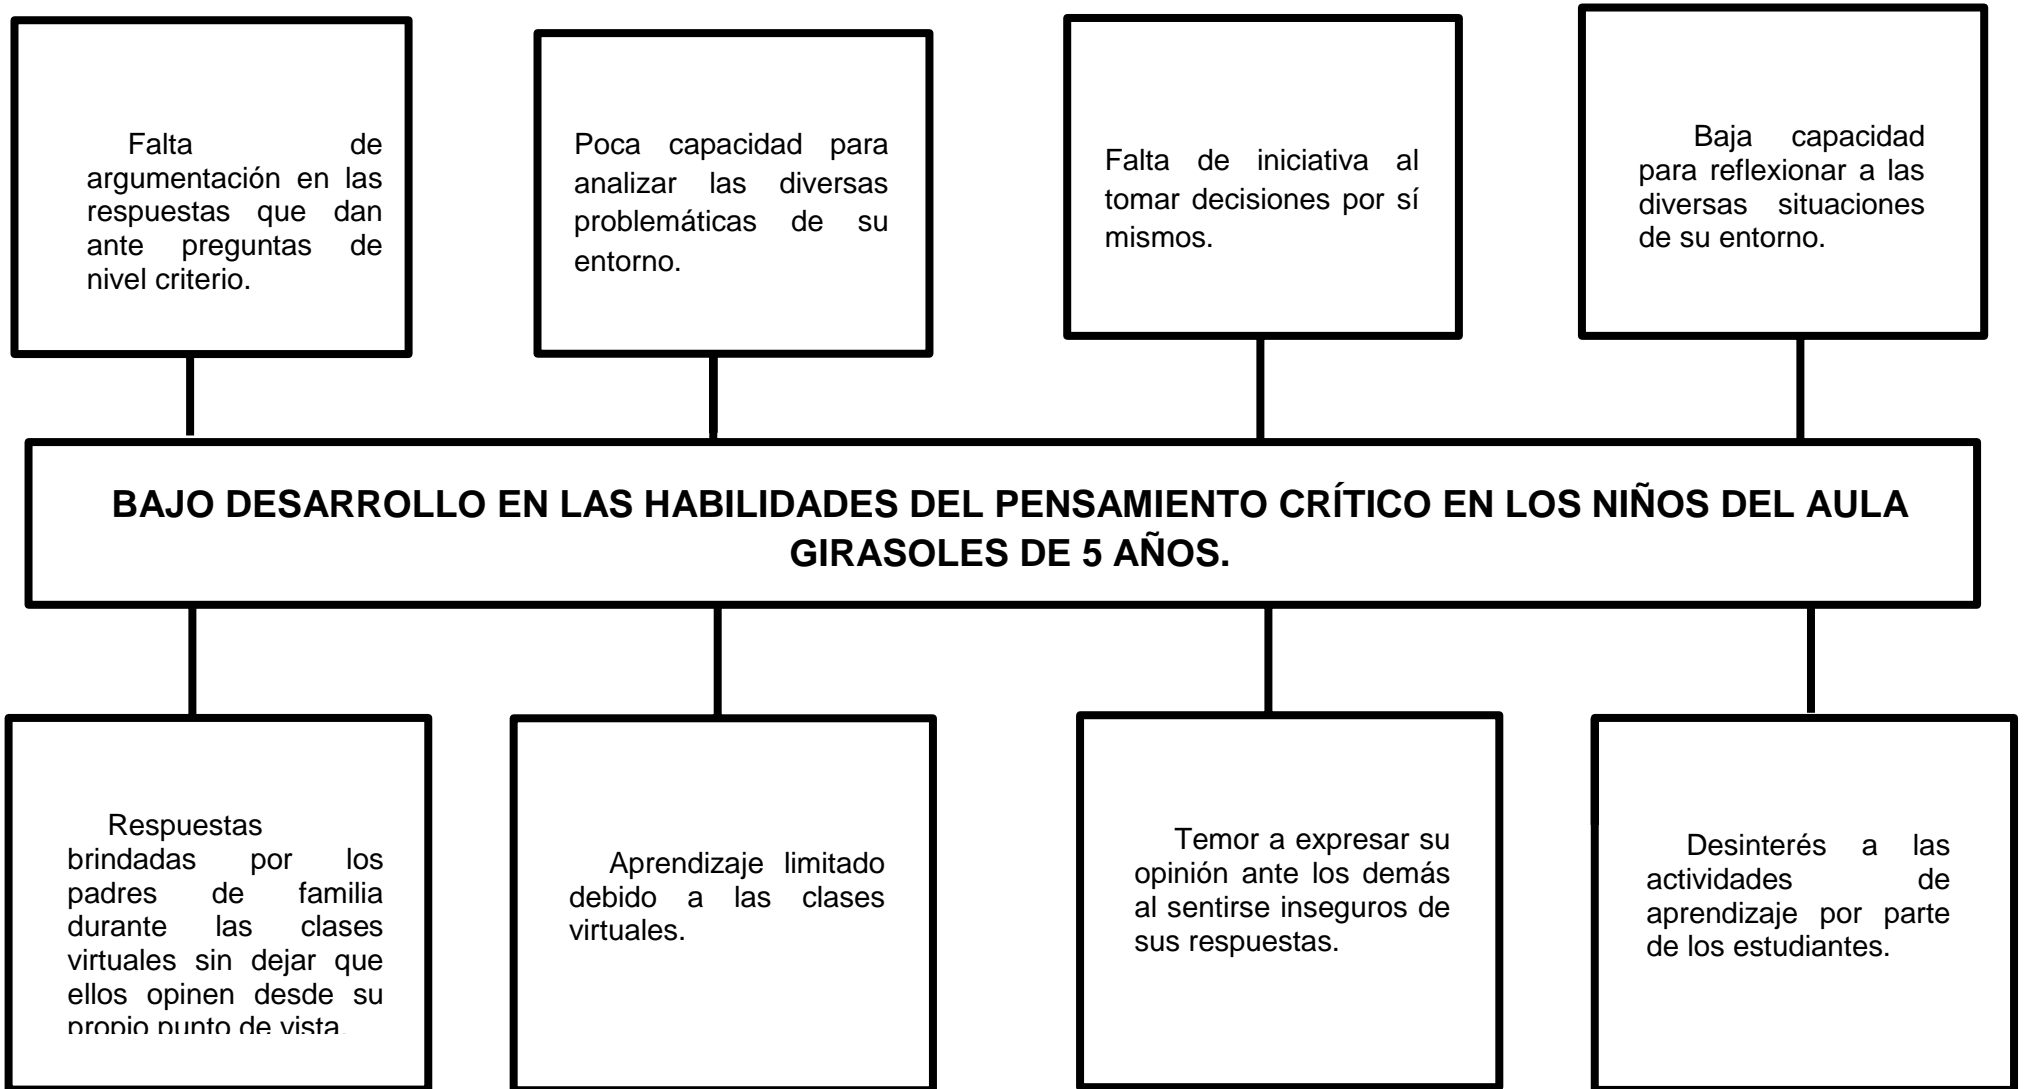 Falta de
argumentación en las
respuestas que dan
ante preguntas de
nivel criterio.
Poca capacidad para
analizar las diversas
problemáticas de su
entorno.
Falta de iniciativa al
tomar decisiones por sí
mismos.
Baja capacidad
para reflexionar a las
diversas situaciones
de su entorno.
BAJO DESARROLLO EN LAS HABILIDADES DEL PENSAMIENTO CRÍTICO EN LOS NIÑOS DEL AULA
GIRASOLES DE 5 AÑOS.
Respuestas
brindadas por los
padres de familia
durante las clases
virtuales sin dejar que
ellos opinen desde su
propio punto de vista.
Aprendizaje limitado
debido a las clases
virtuales.
Temor a expresar su
opinión ante los demás
al sentirse inseguros de
sus respuestas.
Desinterés a las
actividades de
aprendizaje por parte
de los estudiantes.